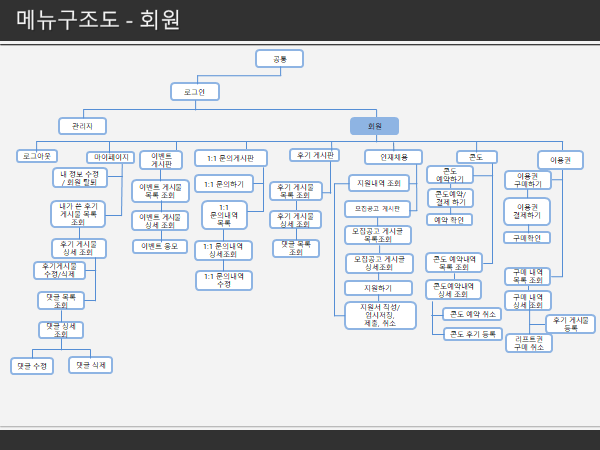 메뉴구조도 - 회원
공통
로그인
관리자
회원
로그아웃
마이페이지
이벤트
게시판
1:1 문의게시판
후기 게시판
인재채용
콘도
이용권
내 정보 수정
/ 회원 탈퇴
내가 쓴 후기
게시물 목록
조회
후기 게시물
상세 조회
후기게시물
수정/삭제
댓글 목록
조회
댓글 상세
조회
댓글 수정
댓글 삭제
이벤트 게시물
목록 조회
이벤트 게시물
상세 조회
이벤트 응모
1:1 문의하기
1:1
문의내역
목록
1:1 문의내역
상세조회
1:1 문의내역
수정
후기 게시물
목록 조회
후기 게시물
상세 조회
댓글 목록
조회
지원내역 조회
모집공고 게시판
모집공고 게시글
목록조회
모집공고 게시글
상세조회
지원하기
지원서 작성/
임시저장,
제출, 취소
콘도
예약하기
콘도예약/
결제 하기
예약 확인
콘도 예약내역
목록 조회
콘도예약내역
상세 조회
콘도 예약 취소
콘도 후기 등록
이용권
구매하기
이용권
결제하기
구매확인
구매 내역
목록 조회
구매 내역
상세 조회
후기 게시물
등록
리프트권
구매 취소